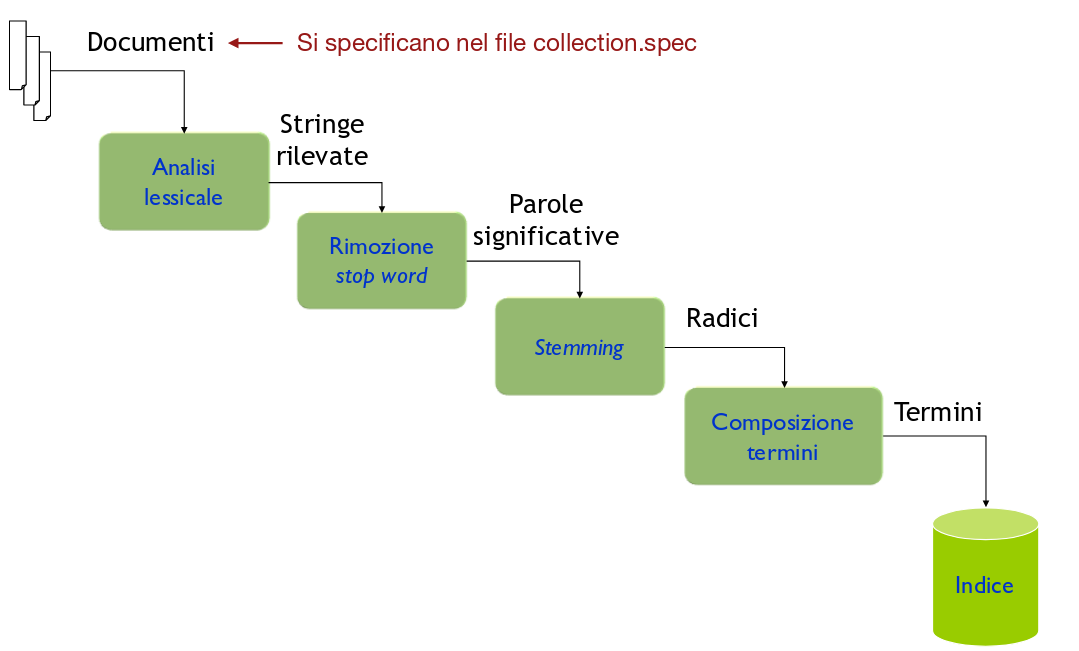 Documenti
Si specificano nel file collection.spec
Stringe
rilevate
Analisi
lessicale
Parole
significative
Rimozione
stop word
Radici
Stemming
Termini
Composizione
termini
Indice